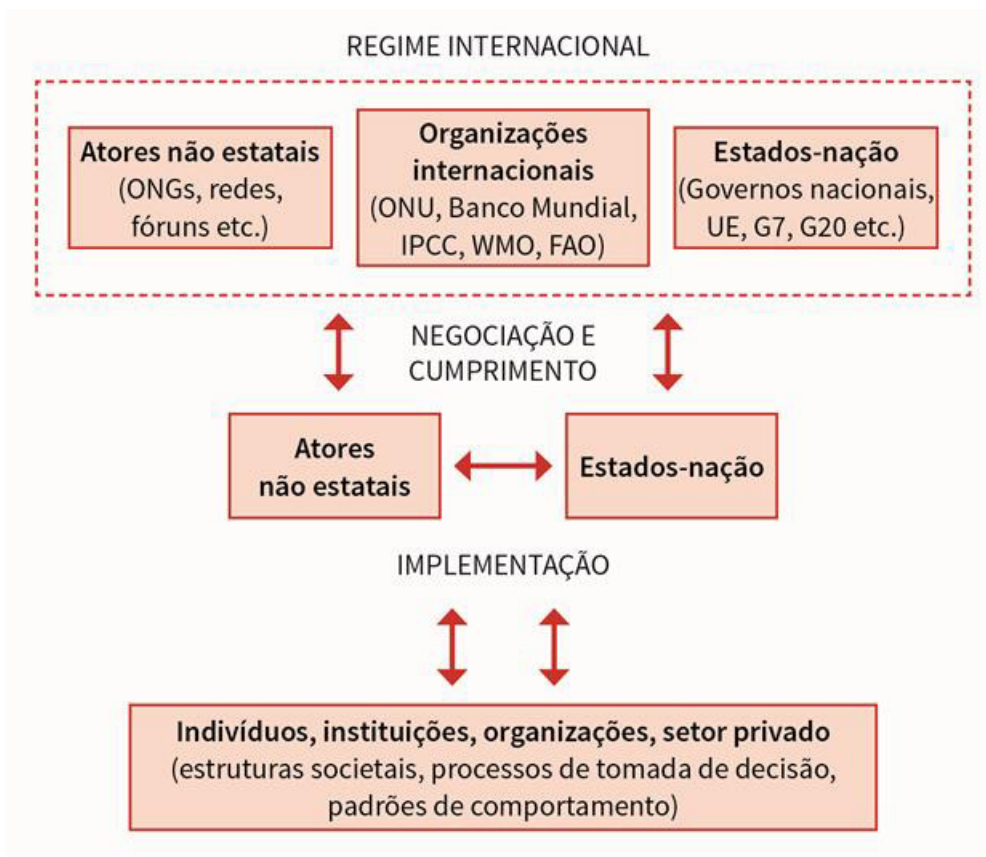 REGIME INTERNACIONAL
Atores não estatais
(ONGs, redes,
fóruns etc.)
Organizações
internacionais
(ONU, Banco Mundial,
IPCC, WMO, FAO)
Estados-nação
(Governos nacionais,
UE, G7, G20 etc.)
NEGOCIAÇÃO E
CUMPRIMENTO
Atores
não estatais
Estados-nação
IMPLEMENTAÇÃO
Indivíduos, instituições, organizações, setor privado
(estruturas societais, processos de tomada de decisão,
padrões de comportamento)